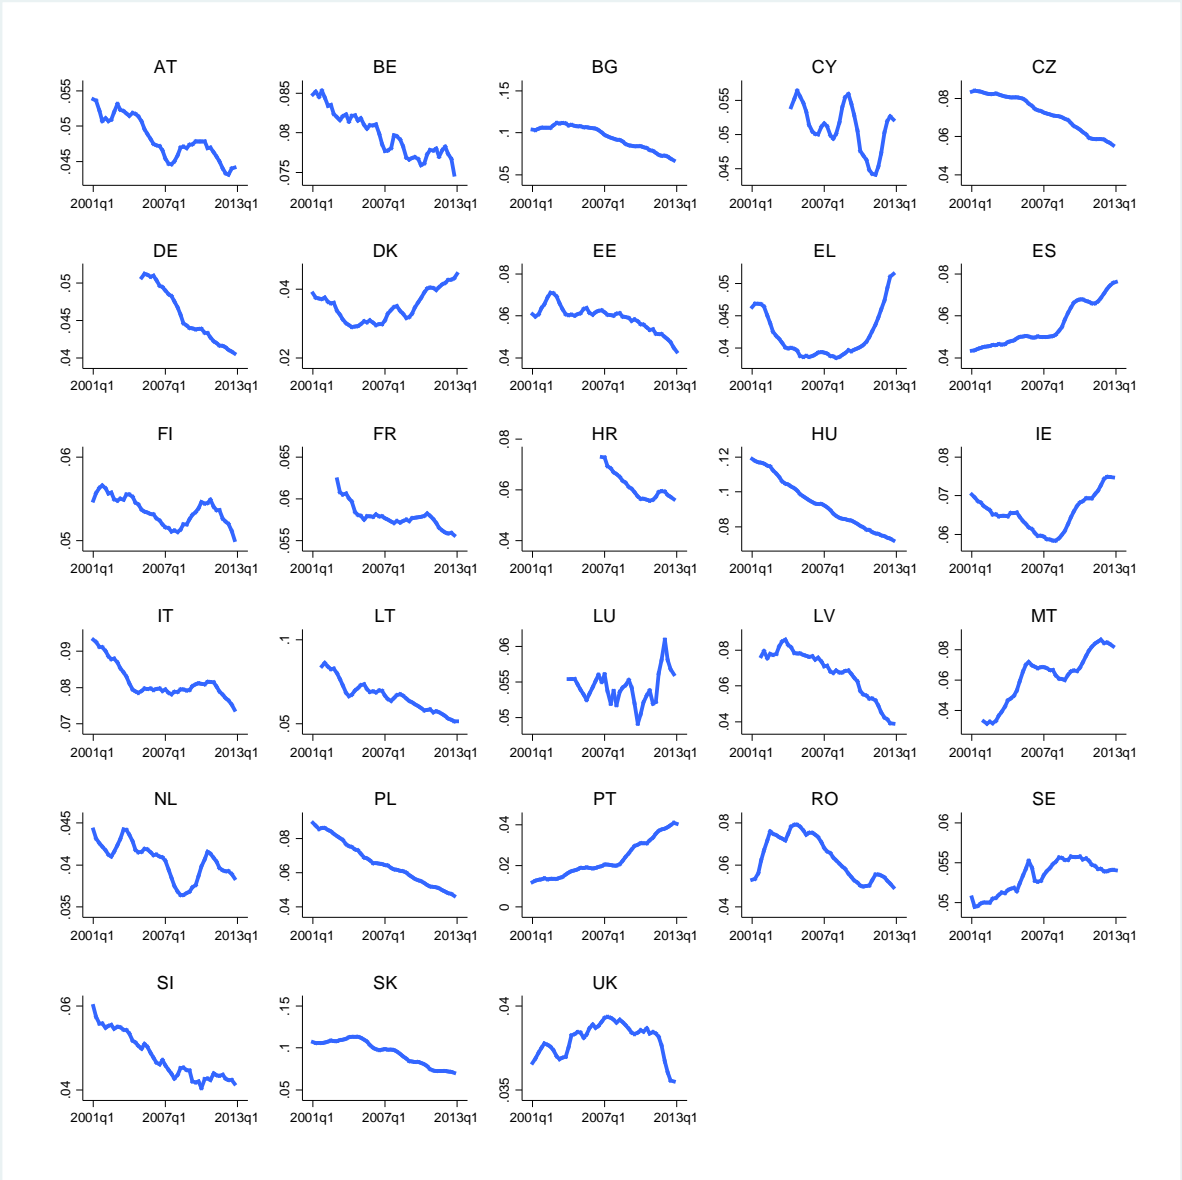 AT BE BG CY CZ
.045 .05 .055 .075 .08 .085 .05 .1 .15 .045 .05 .055 .04 .06 .08
2001q1 2007q1 2013q1 2001q1 2007q1 2013q1 2001q1 2007q1 2013q1 2001q1 2007q1 2013q1 2001q1 2007q1 2013q1
DE DK EE EL ES
.04 .045 .05 .02 .04 .04 .06 .08 .04 .045 .05 .04 .06 .08
2001q1 2007q1 2013q1 2001q1 2007q1 2013q1 2001q1 2007q1 2013q1 2001q1 2007q1 2013q1 2001q1 2007q1 2013q1
FI FR HR HU IE
.05 .06 .055 .06 .065 .04 .06 .08 .08 .1 .12 .06 .07 .08
2001q1 2007q1 2013q1 2001q1 2007q1 2013q1 2001q1 2007q1 2013q1 2001q1 2007q1 2013q1 2001q1 2007q1 2013q1
IT LT LU LV MT
.07 .08 .09 .05 .1 .05 .055 .06 .04 .06 .08 .04 .06 .08
2001q1 2007q1 2013q1 2001q1 2007q1 2013q1 2001q1 2007q1 2013q1 2001q1 2007q1 2013q1 2001q1 2007q1 2013q1
NL PL PT RO SE
.035 .04 .045 .04 .06 .08 0 .02 .04 .04 .06 .08 .05 .055 .06
2001q1 2007q1 2013q1 2001q1 2007q1 2013q1 2001q1 2007q1 2013q1 2001q1 2007q1 2013q1 2001q1 2007q1 2013q1
SI SK UK
.04 .06 .05 .1 .15 .035 .04
2001q1 2007q1 2013q1 2001q1 2007q1 2013q1 2001q1 2007q1 2013q1